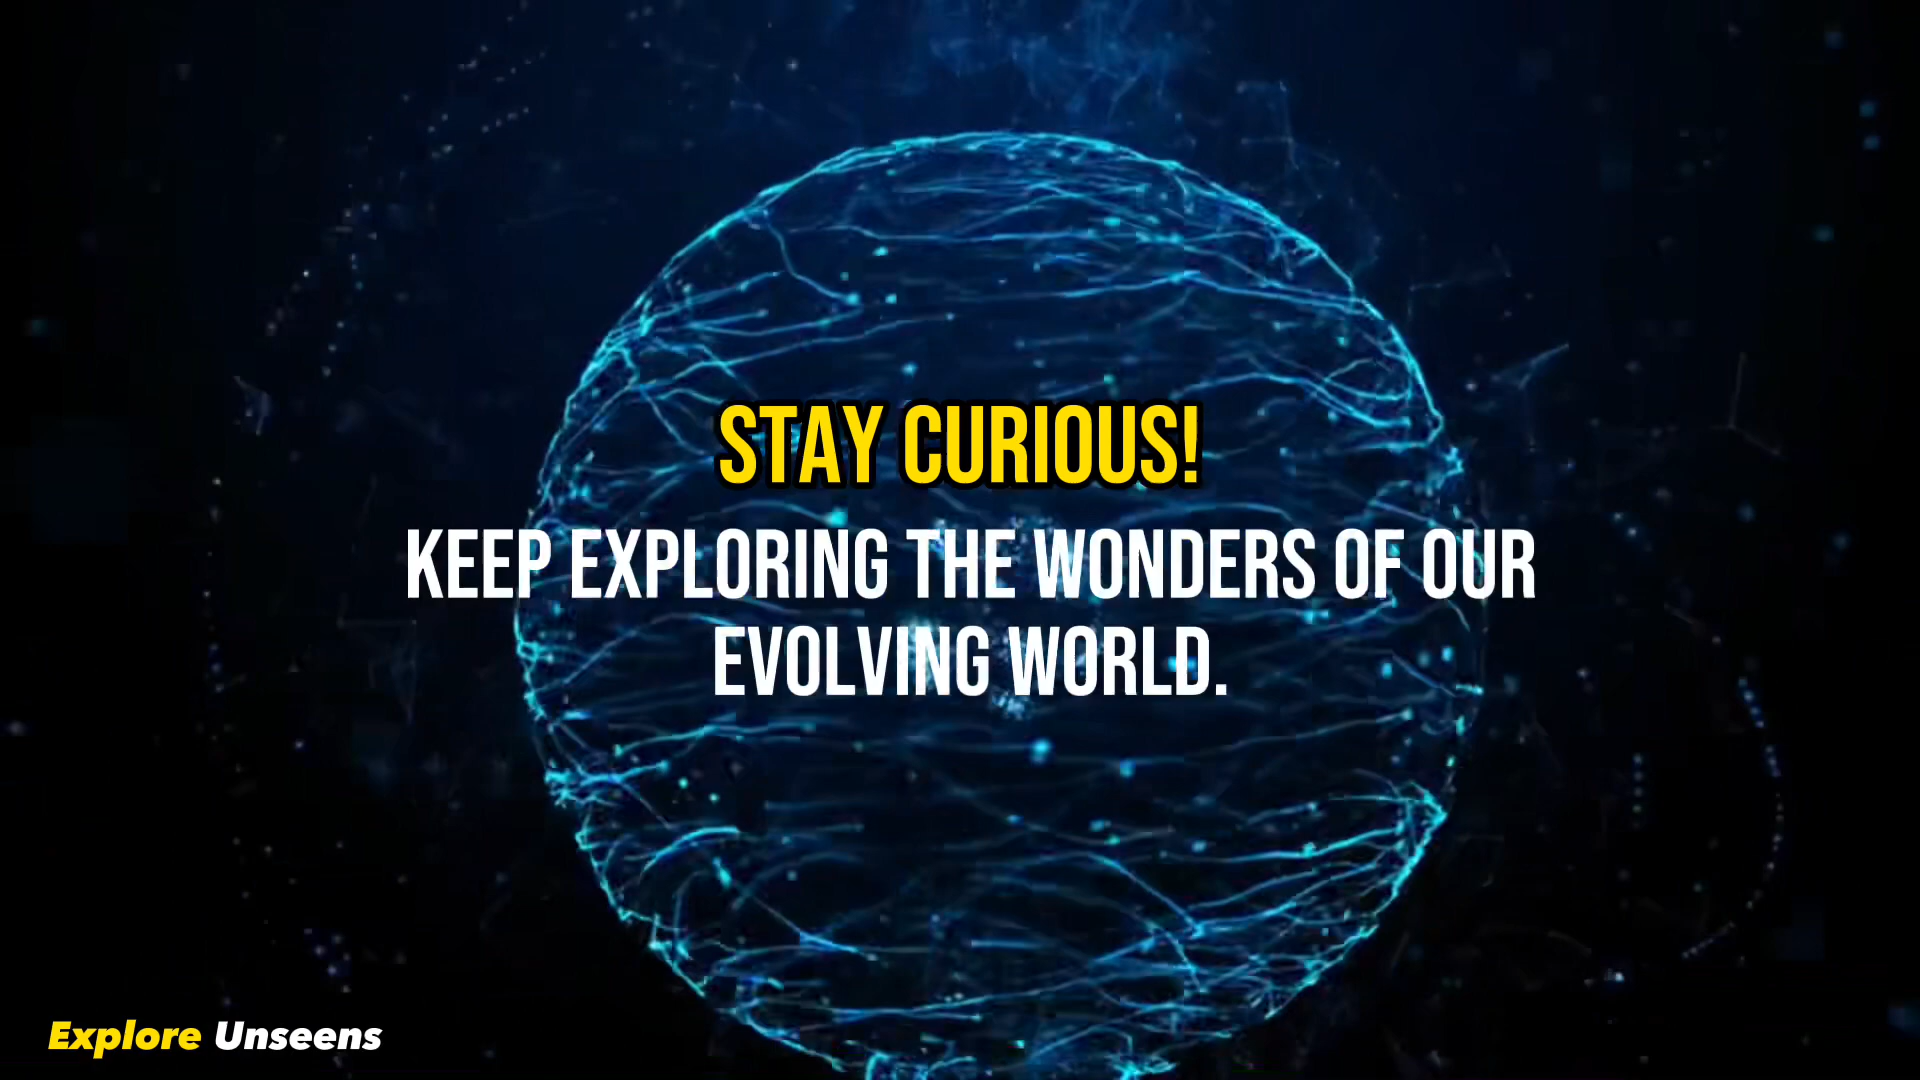 STAY CURIOUS!
KEEP EXPLORING THE WONDERS OF OUR
EVOLVING WORLD.
Explore Unseens